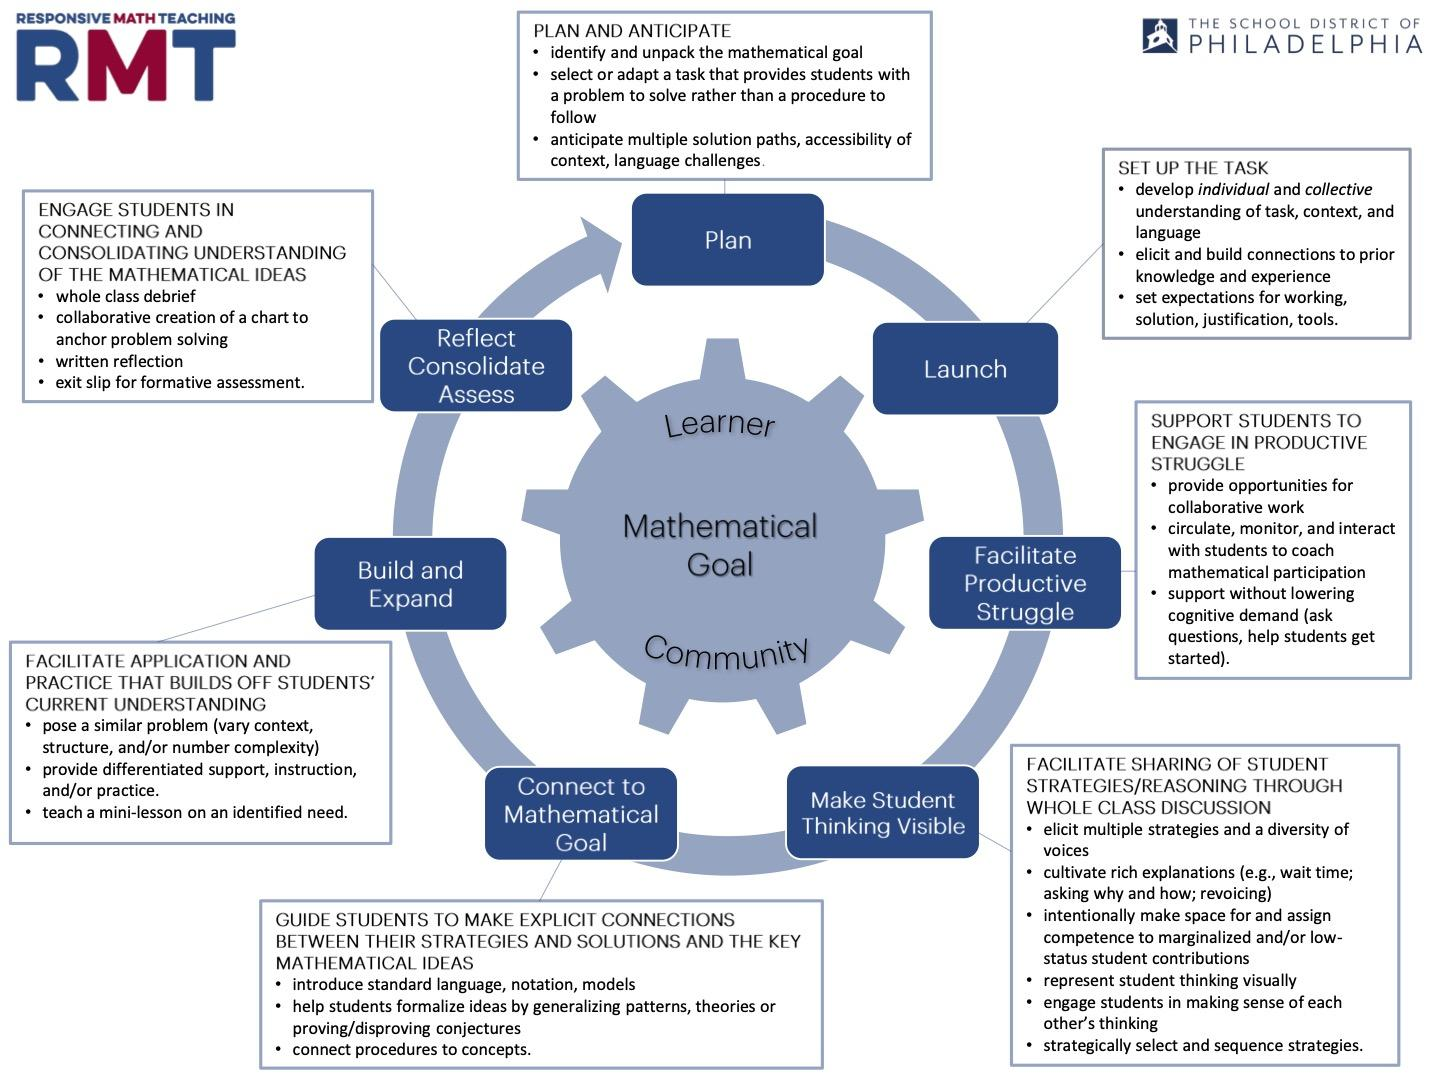 RESPONSIVE MATH TEACHING
RMT
THE SCHOOL DISTRICT OF
PHILADELPHIA
PLAN AND ANTICIPATE
• identify and unpack the mathematical goal
• select or adapt a task that provides students with
a problem to solve rather than a procedure to
follow
• anticipate multiple solution paths, accessibility of
context, language challenges.
Plan
SET UP THE TASK
• develop individual and collective
understanding of task, context, and
language
• elicit and build connections to prior
knowledge and experience
• set expectations for working,
solution, justification, tools.
Launch
SUPPORT STUDENTS TO
ENGAGE IN PRODUCTIVE
STRUGGLE
• provide opportunities for
collaborative work
• circulate, monitor, and interact
with students to coach
mathematical participation
• support without lowering
cognitive demand (ask
questions, help students get
started).
Facilitate
Productive
Struggle
FACILITATE SHARING OF STUDENT
STRATEGIES/REASONING THROUGH
WHOLE CLASS DISCUSSION
• elicit multiple strategies and a diversity of
voices
• cultivate rich explanations (e.g., wait time;
asking why and how; revoicing)
• intentionally make space for and assign
competence to marginalized and/or low-
status student contributions
• represent student thinking visually
• engage students in making sense of each
other’s thinking
• strategically select and sequence strategies.
Make Student
Thinking Visible
Connect to
Mathematical
Goal
GUIDE STUDENTS TO MAKE EXPLICIT CONNECTIONS
BETWEEN THEIR STRATEGIES AND SOLUTIONS AND THE KEY
MATHEMATICAL IDEAS
• introduce standard language, notation, models
• help students formalize ideas by generalizing patterns, theories or
proving/disproving conjectures
• connect procedures to concepts.
Build and
Expand
FACILITATE APPLICATION AND
PRACTICE THAT BUILDS OFF STUDENTS’
CURRENT UNDERSTANDING
• pose a similar problem (vary context,
structure, and/or number complexity)
• provide differentiated support, instruction,
and/or practice.
• teach a mini-lesson on an identified need.
Reflect
Consolidate
Assess
ENGAGE STUDENTS IN
CONNECTING AND
CONSOLIDATING UNDERSTANDING
OF THE MATHEMATICAL IDEAS
• whole class debrief
• collaborative creation of a chart to
anchor problem solving
• written reflection
• exit slip for formative assessment.
Learner
Mathematical
Goal
Community